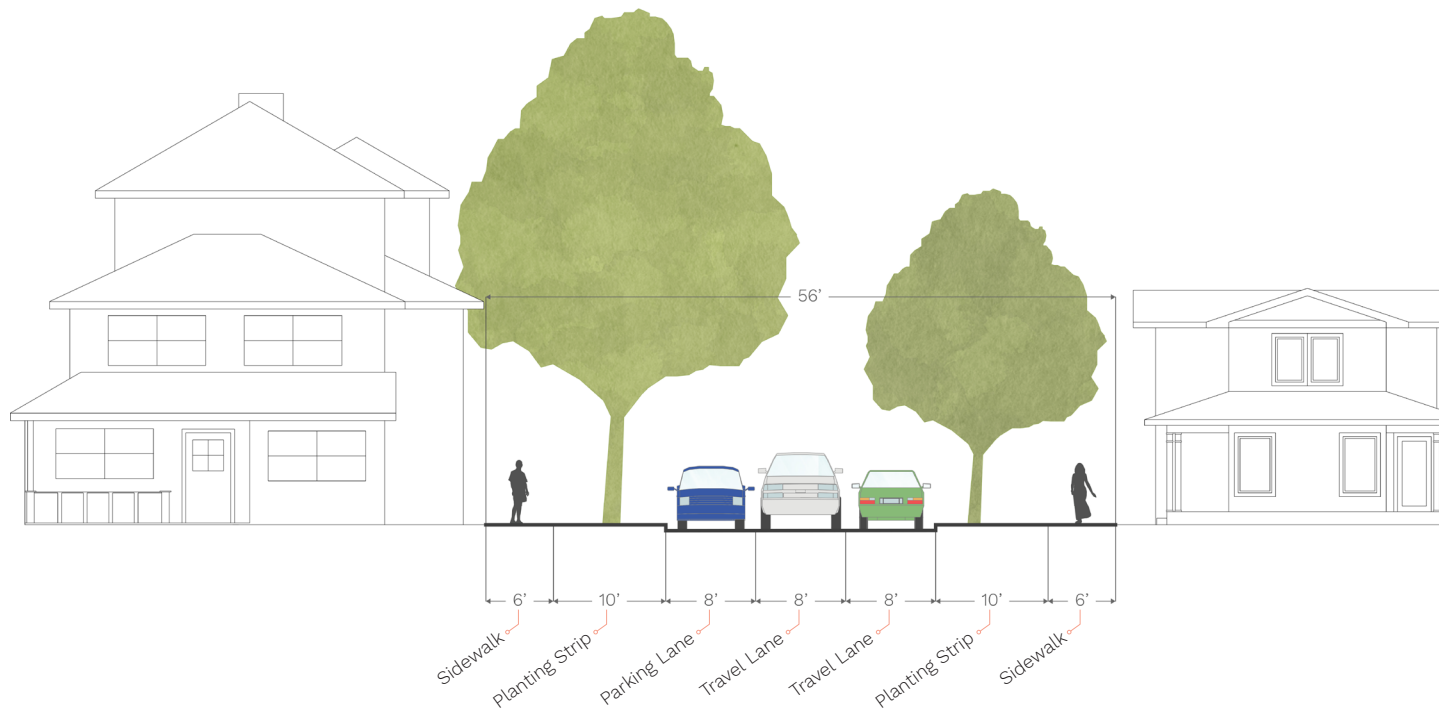 56’
6’
10’
8’
8’
8’
10’
6’
Sidewalk
Planting Strip
Parking Lane
Travel Lane
Travel Lane
Planting Strip
Sidewalk